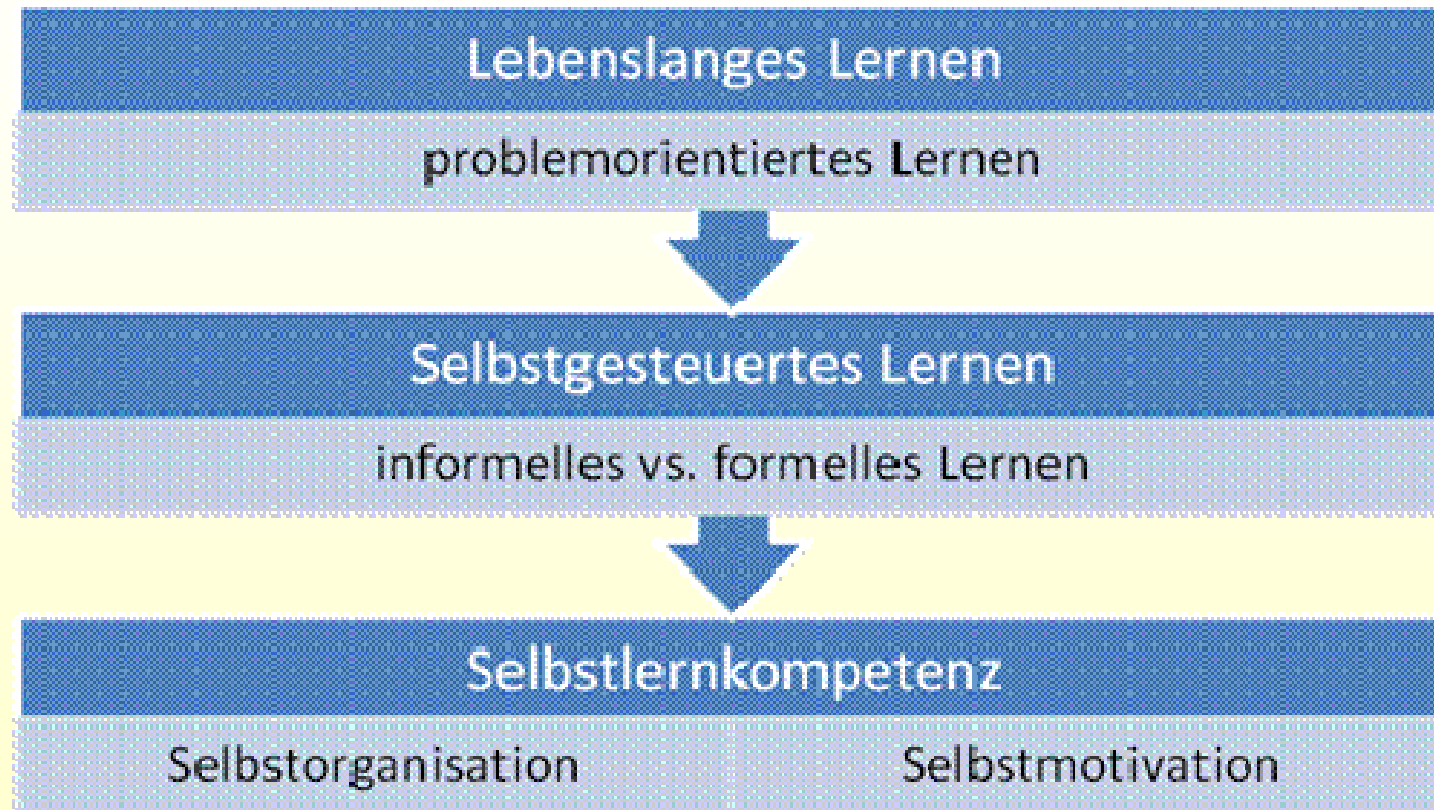 Lebenslanges Lernen
problemorientiertes Lernen
Selbstgesteuertes Lernen
informelles vs. formelles Lernen
Selbstlernkompetenz
Selbstorganisation
Selbstmotivation